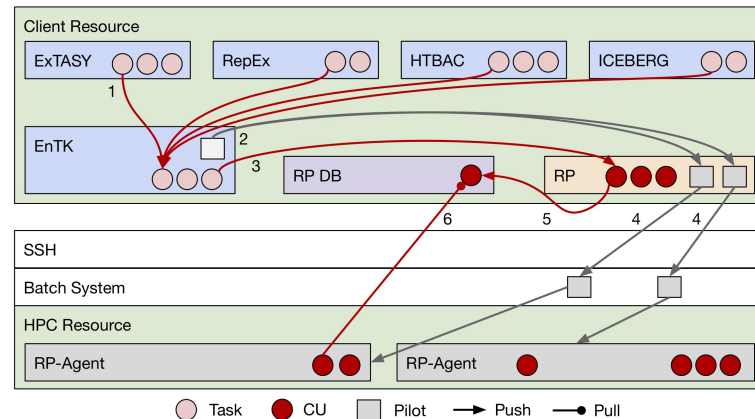 Client Resource
ExTASY
RepEx
HTBAC
ICEBERG
1
EnTK
2
3
RP DB
RP
6
5
4
4
SSH
Batch System
HPC Resource
RP-Agent
RP-Agent
Task
CU
Pilot
Push
Pull